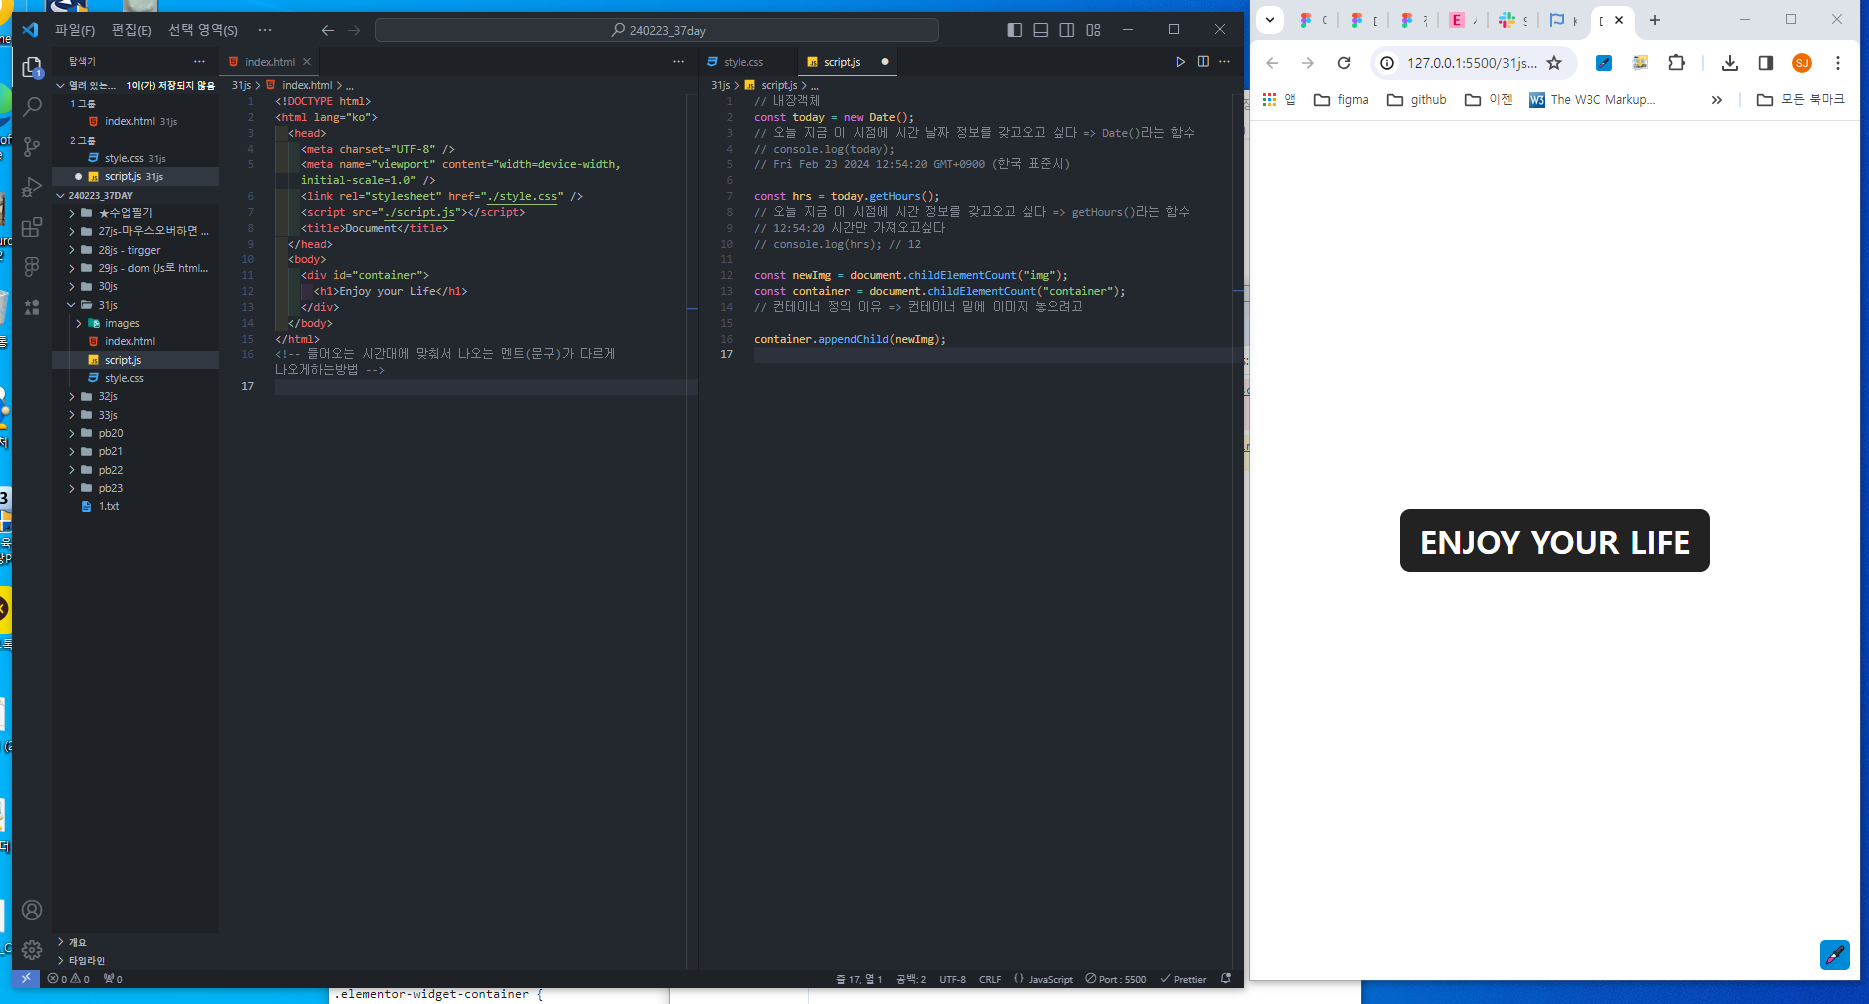 파일(F)
편집(E)
선택 영역(S)
240223_37day
탐색기
열려 있는...
1이(가) 저장되지 않음
1 그룹
index.html 31js
2 그룹
style.css 31js
script.js 31js
240223_37DAY
★수업필기
27js-마우스오버하면 ...
28js - tirgger
29js - dom (Js로 html...
30js
31js
images
index.html
script.js
style.css
32js
33js
pb20
pb21
pb22
pb23
1.txt
개요
타임라인
index.html
31js > index.html > ...
1 <!DOCTYPE html>
2 <html lang="ko">
3 <head>
4 <meta charset="UTF-8" />
5 <meta name="viewport" content="width=device-width,
initial-scale=1.0" />
6 <link rel="stylesheet" href="./style.css" />
7 <script src="./script.js"></script>
8 <title>Document</title>
9 </head>
10 <body>
11 <div id="container">
12 <h1>Enjoy your Life</h1>
13 </div>
14 </body>
15 </html>
16 <!-- 들어오는 시간대에 맞춰서 나오는 멘트(문구)가 다르게
나오게하는방법 -->
17
style.css
script.js
31js > script.js > ...
1 // 내장객체
2 const today = new Date();
3 // 오늘 지금 이 시점에 시간 날짜 정보를 갖고오고 싶다 => Date()라는 함수
4 // console.log(today);
5 // Fri Feb 23 2024 12:54:20 GMT+0900 (한국 표준시)
6
7 const hrs = today.getHours();
8 // 오늘 지금 이 시점에 시간 정보를 갖고오고 싶다 => getHours()라는 함수
9 // 12:54:20 시간만 가져오고싶다
10 // console.log(hrs); // 12
11
12 const newImg = document.childElementCount("img");
13 const container = document.childElementCount("container");
14 // 컨테이너 정의 이유 => 컨테이너 밑에 이미지 놓으려고
15
16 container.appendChild(newImg);
17
0 0
0
줄 17, 열 1
공백: 2
UTF-8
CRLF
JavaScript
Port : 5500
Prettier
.elementor-widget-container {
127.0.0.1:5500/31js...
SJ
앱
figma
github
이젠
W3 The W3C Markup...
모든 북마크
ENJOY YOUR LIFE